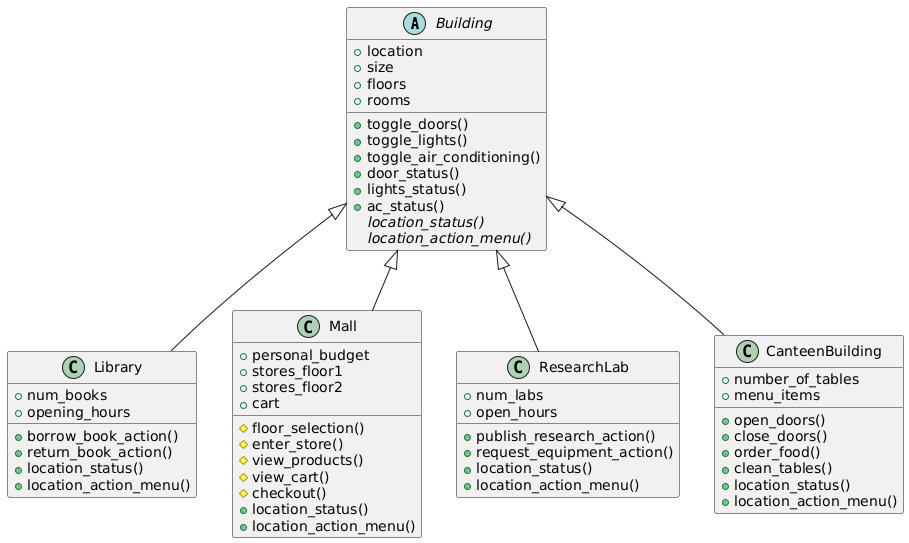 A Building
location
size
floors
rooms
toggle_doors()
toggle_lights()
toggle_air_conditioning()
door_status()
lights_status()
ac_status()
location_status()
location_action_menu()
C Library
num_books
opening_hours
borrow_book_action()
return_book_action()
location_status()
location_action_menu()
C Mall
personal_budget
stores_floor1
stores_floor2
cart
floor_selection()
enter_store()
view_products()
view_cart()
checkout()
location_status()
location_action_menu()
C ResearchLab
num_labs
open_hours
publish_research_action()
request_equipment_action()
location_status()
location_action_menu()
C CanteenBuilding
number_of_tables
menu_items
open_doors()
close_doors()
order_food()
clean_tables()
location_status()
location_action_menu()